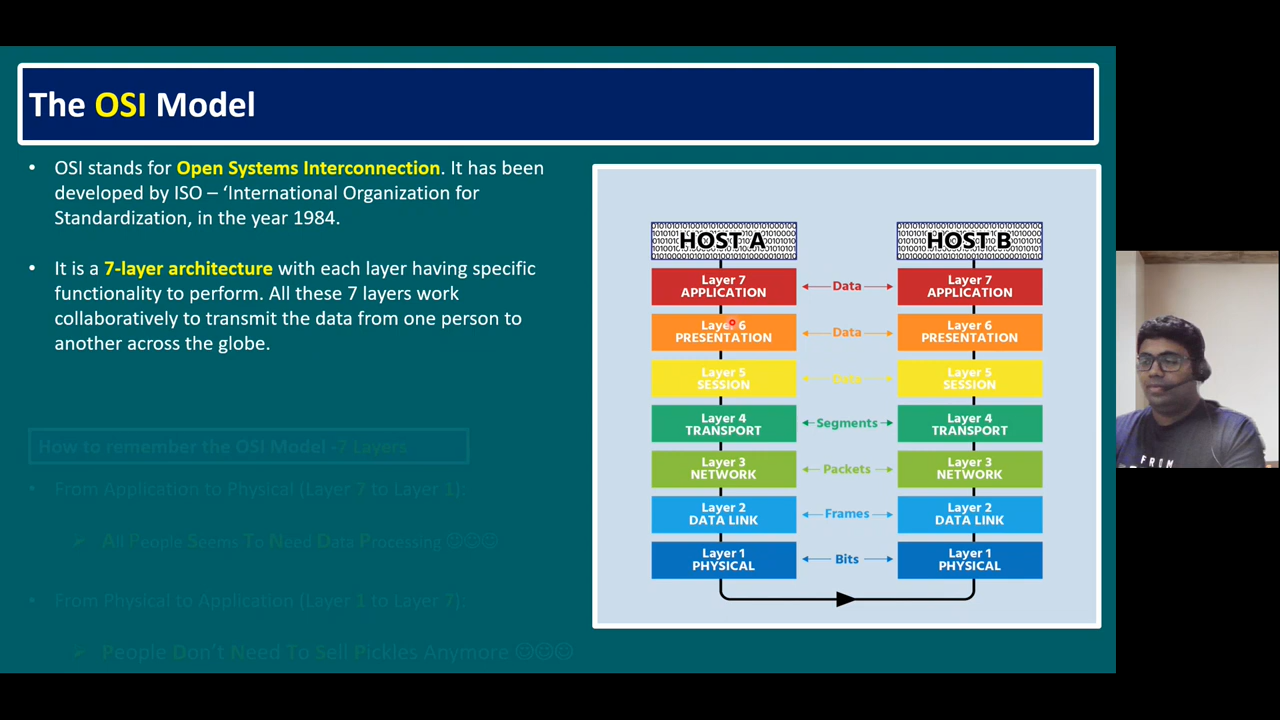 The OSI Model
• OSI stands for Open Systems Interconnection. It has been
developed by ISO – ‘International Organization for
Standardization, in the year 1984.
• It is a 7-layer architecture with each layer having specific
functionality to perform. All these 7 layers work
collaboratively to transmit the data from one person to
another across the globe.
How to remember the OSI Model -7 Layers
• From Application to Physical (Layer 7 to Layer 1):
➢ All People Seems To Need Data Processing ☺☺☺
• From Physical to Application (Layer 1 to Layer 7):
➢ People Don’t Need To Sell Pickles Anymore ☺☺☺
HOST A
HOST B
Layer 7
APPLICATION
Data
Layer 7
APPLICATION
Layer 6
PRESENTATION
Data
Layer 6
PRESENTATION
Layer 5
SESSION
Data
Layer 5
SESSION
Layer 4
TRANSPORT
Segments
Layer 4
TRANSPORT
Layer 3
NETWORK
Packets
Layer 3
NETWORK
Layer 2
DATA LINK
Frames
Layer 2
DATA LINK
Layer 1
PHYSICAL
Bits
Layer 1
PHYSICAL
FROM